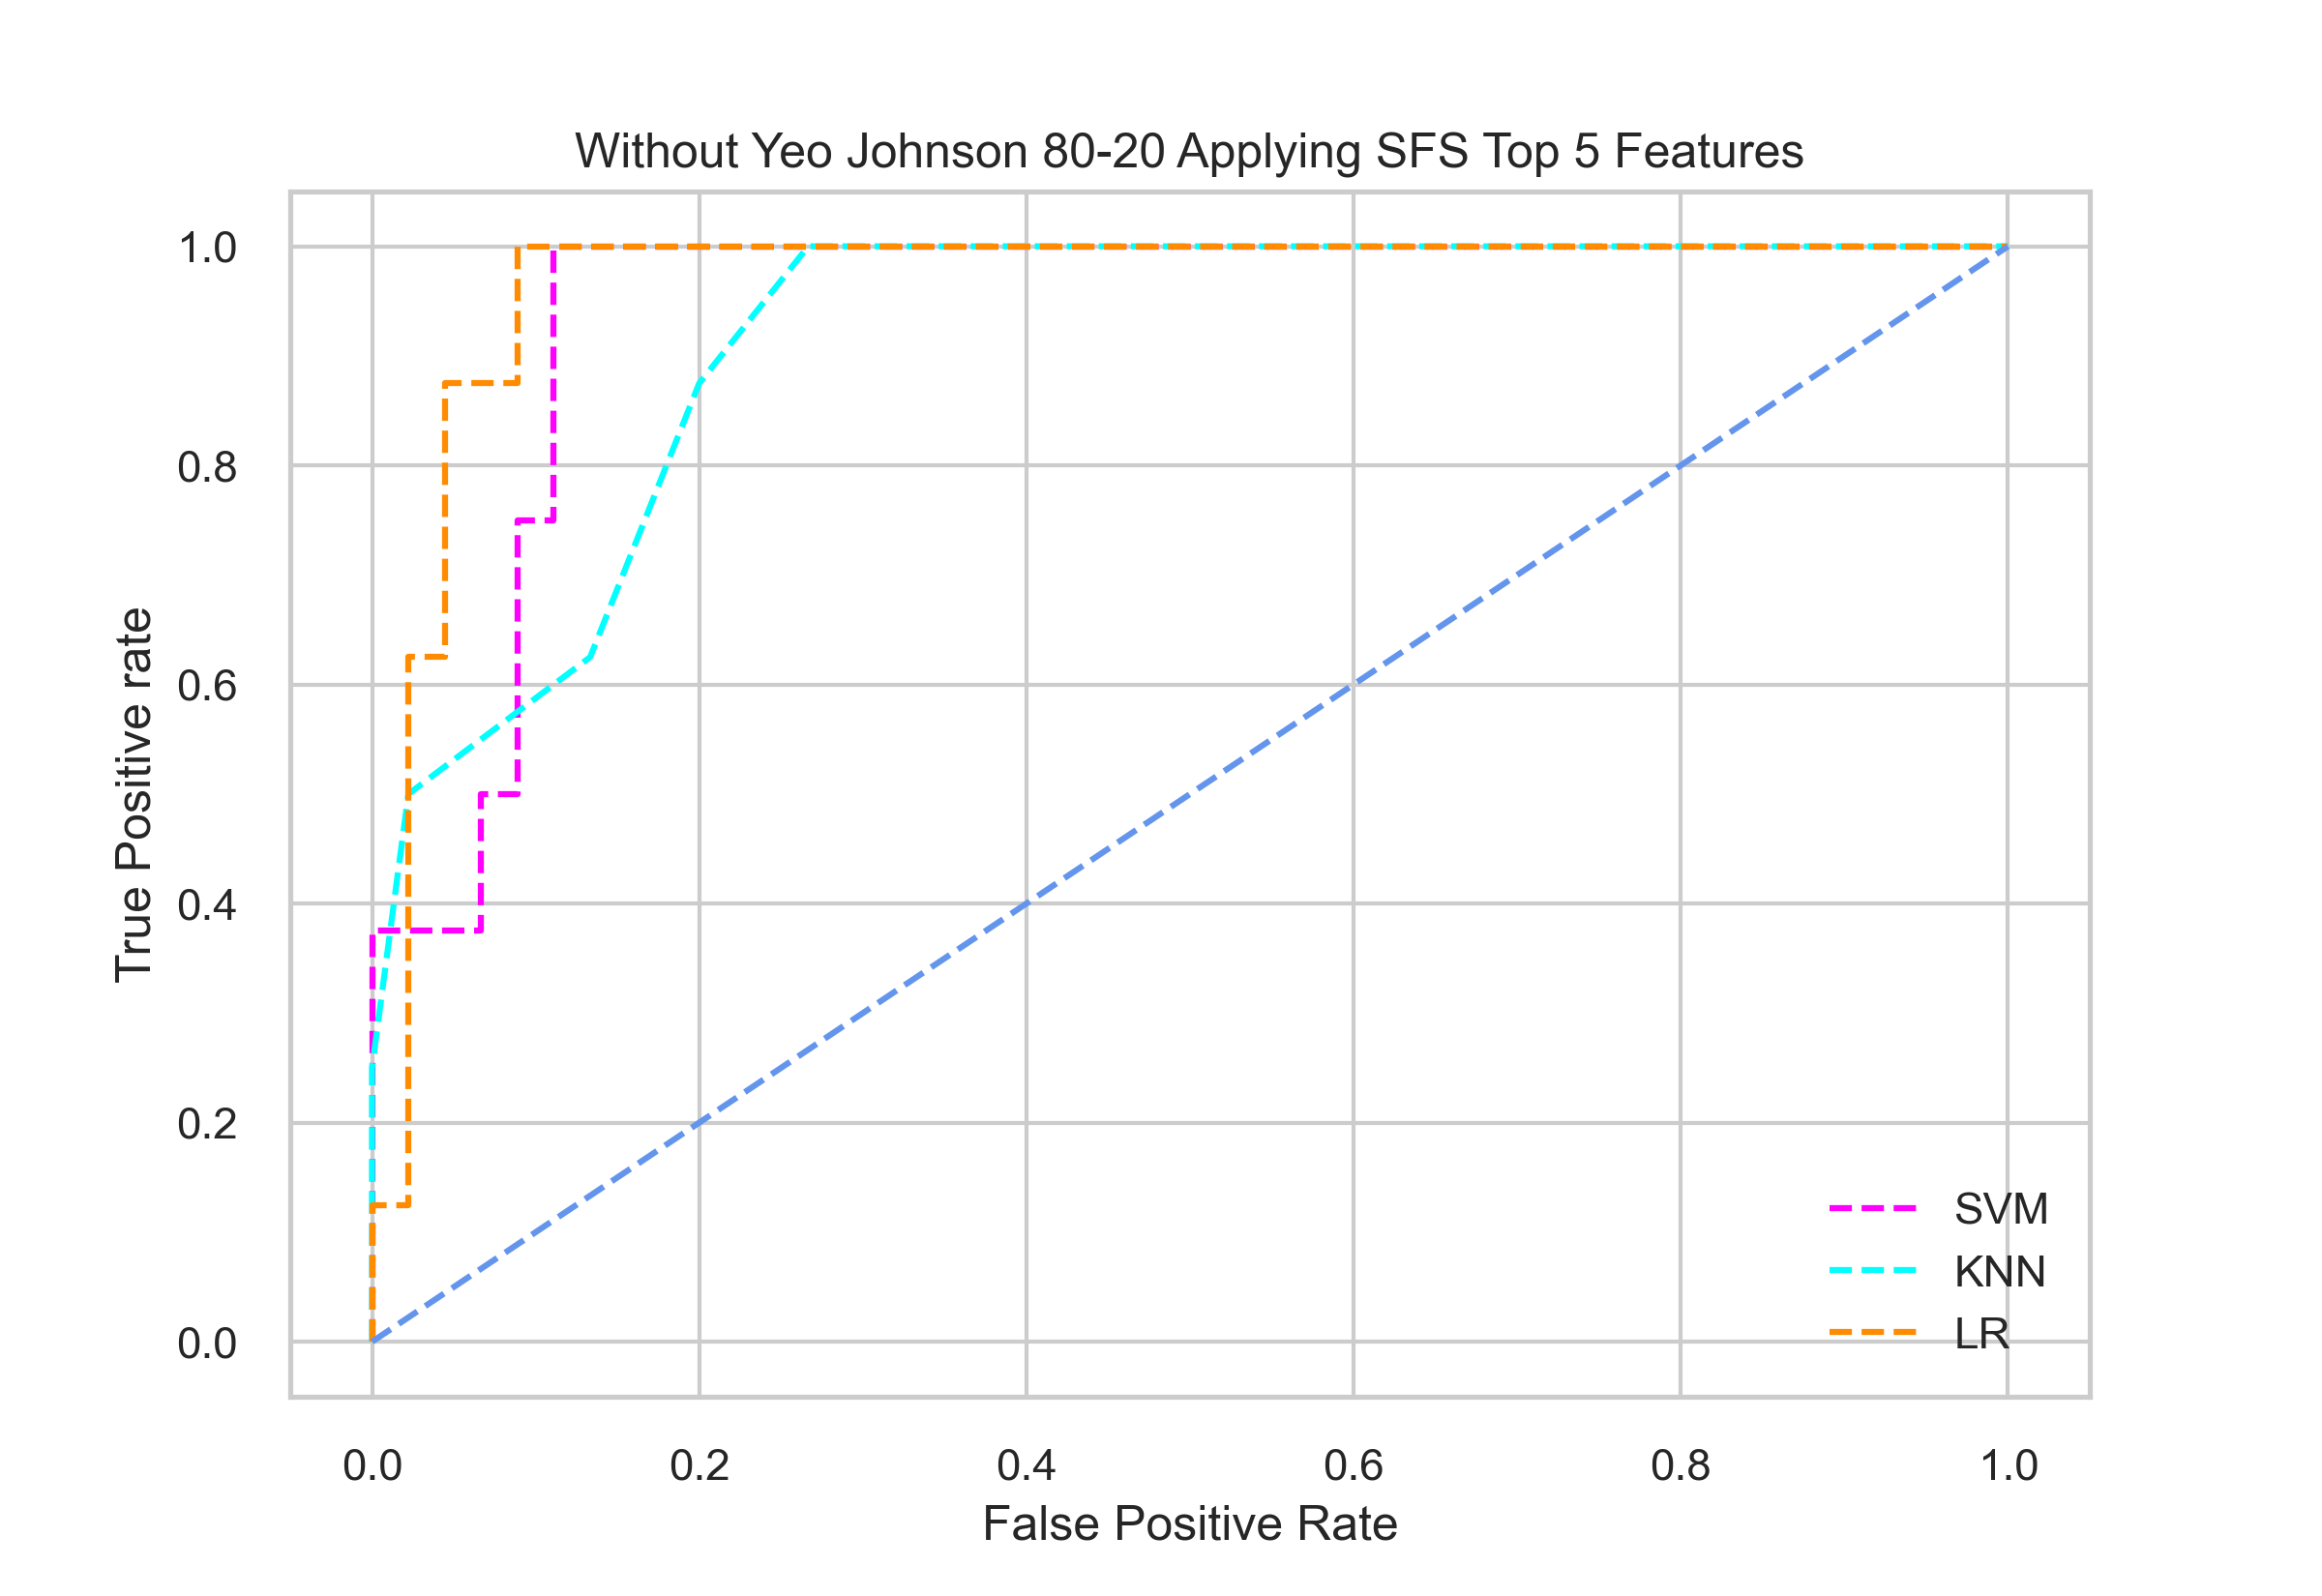 Without Yeo Johnson 80-20 Applying SFS Top 5 Features
1.0
0.8
0.6
0.4
0.2
0.0
True Positive rate
SVM
KNN
LR
0.0 0.2 0.4 0.6 0.8 1.0
False Positive Rate